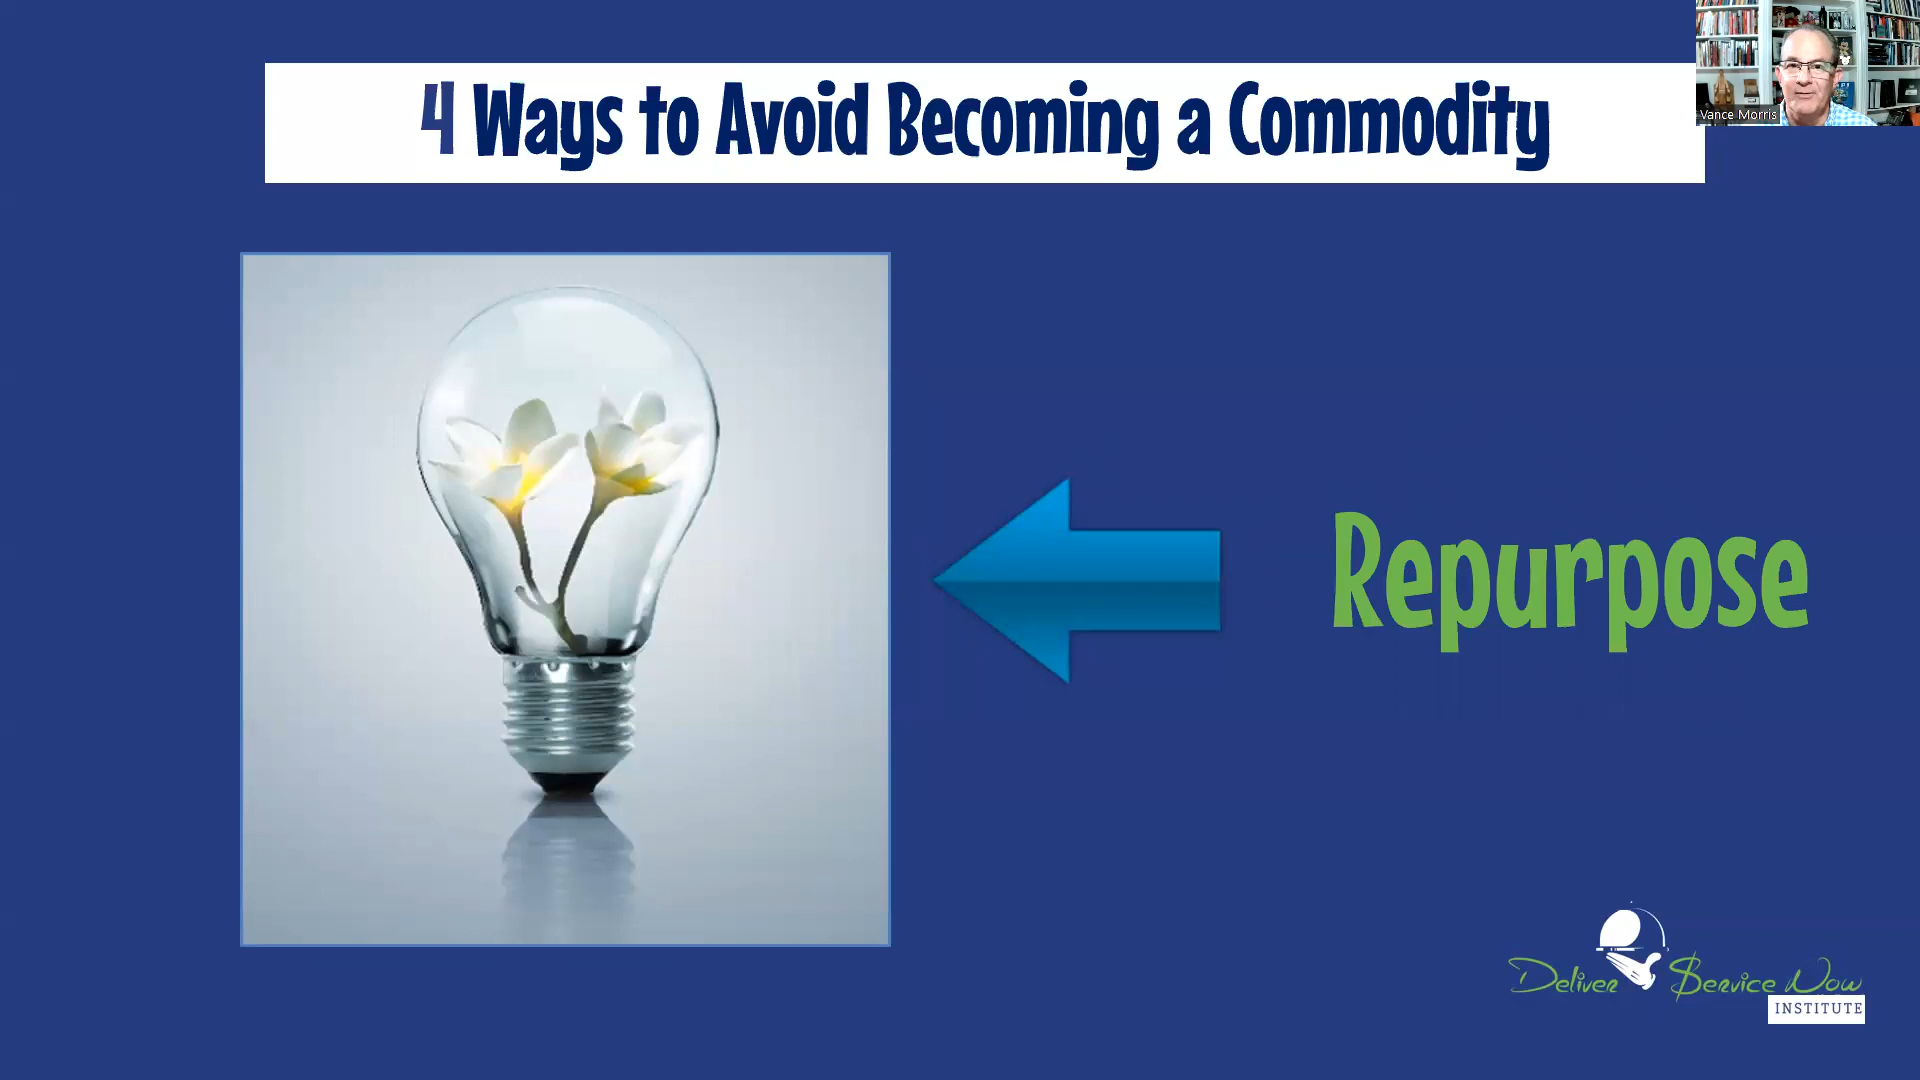 4 Ways to Avoid Becoming a Commodity
Vance Morris
Repurpose
Deliver Service Now
INSTITUTE